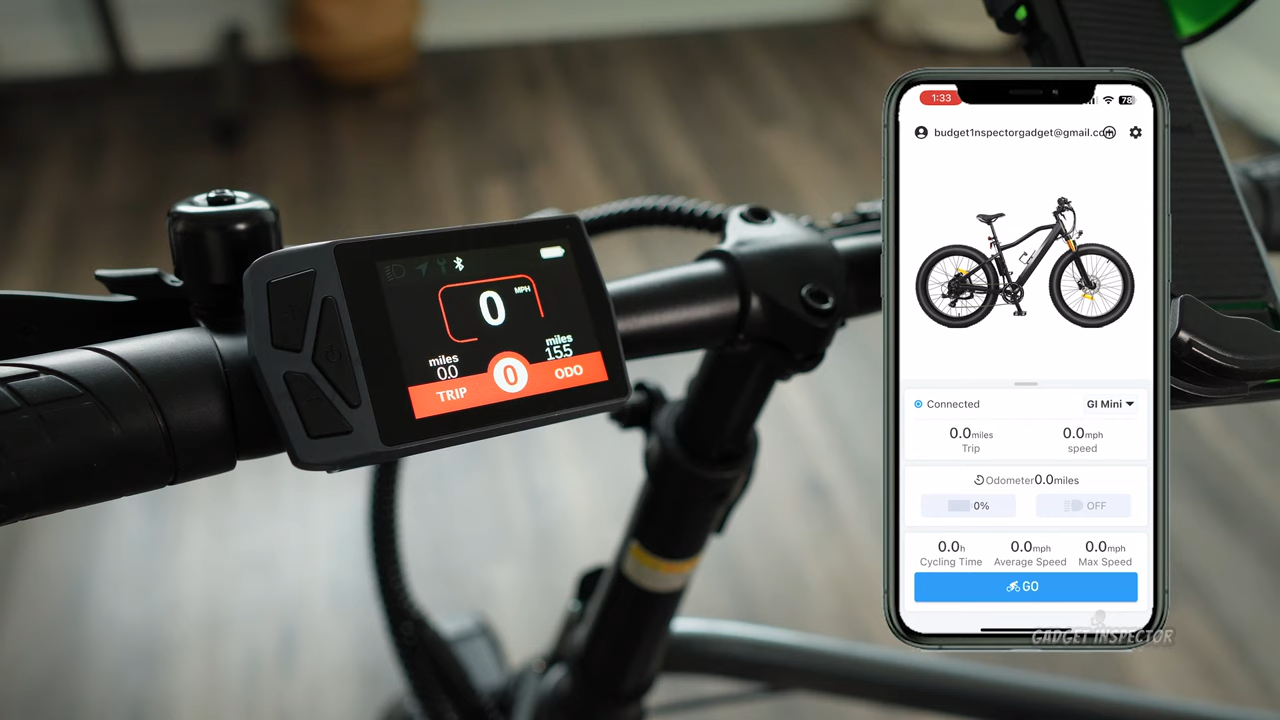 0 MPH
miles
0.0
miles
15.5
TRIP
0
ODO
1:33
78
budget1nspectorgadget@gmail.co
Connected
GI Mini
0.0miles
0.0mph
Trip
speed
Odometer0.0miles
0%
OFF
0.0h
0.0mph
0.0mph
Cycling Time
Average Speed
Max Speed
GO
GADGET INSPECTOR